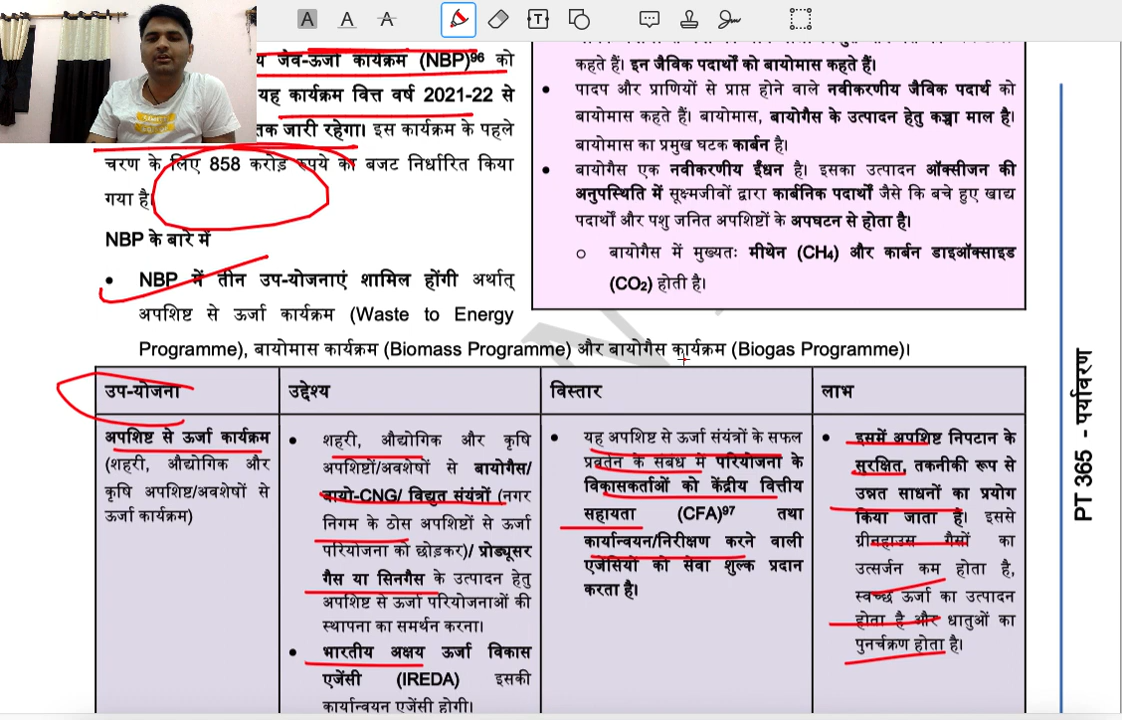 य जैव-ऊर्जा कार्यक्रम (NBP)⁹⁶ को
यह कार्यक्रम वित्त वर्ष 2021-22 से
तक जारी रहेगा। इस कार्यक्रम के पहले
चरण के लिए 858 करोड़ रुपये का बजट निर्धारित किया
गया है।
NBP के बारे में
• NBP में तीन उप-योजनाएं शामिल होंगी अर्थात्
अपशिष्ट से ऊर्जा कार्यक्रम (Waste to Energy
Programme), बायोमास कार्यक्रम (Biomass Programme) और बायोगैस कार्यक्रम (Biogas Programme)।
कहते हैं। इन जैविक पदार्थों को बायोमास कहते हैं।
• पादप और प्राणियों से प्राप्त होने वाले नवीकरणीय जैविक पदार्थ को
बायोमास कहते हैं। बायोमास, बायोगैस के उत्पादन हेतु कच्चा माल है।
बायोमास का प्रमुख घटक कार्बन है।
• बायोगैस एक नवीकरणीय ईंधन है। इसका उत्पादन ऑक्सीजन की
अनुपस्थिति में सूक्ष्मजीवों द्वारा कार्बनिक पदार्थों जैसे कि बचे हुए खाद्य
पदार्थों और पशु जनित अपशिष्टों के अपघटन से होता है।
○ बायोगैस में मुख्यतः मीथेन (CH₄) और कार्बन डाइऑक्साइड
(CO₂) होती है।
उप-योजना
उद्देश्य
विस्तार
लाभ
अपशिष्ट से ऊर्जा कार्यक्रम
(शहरी, औद्योगिक और
कृषि अपशिष्ट/अवशेषों से
ऊर्जा कार्यक्रम)
• शहरी, औद्योगिक और कृषि
अपशिष्टों/अवशेषों से बायोगैस/
बायो-CNG/ विद्युत संयंत्रों (नगर
निगम के ठोस अपशिष्टों से ऊर्जा
परियोजना को छोड़कर)/ प्रोड्यूसर
गैस या सिनगैस के उत्पादन हेतु
अपशिष्ट से ऊर्जा परियोजनाओं की
स्थापना का समर्थन करना।
• भारतीय अक्षय ऊर्जा विकास
एजेंसी (IREDA) इसकी
कार्यान्वयन एजेंसी होगी।
• यह अपशिष्ट से ऊर्जा संयंत्रों के सफल
प्रवर्तन के संबंध में परियोजना के
विकासकर्ताओं को केंद्रीय वित्तीय
सहायता (CFA)⁹⁷ तथा
कार्यान्वयन/निरीक्षण करने वाली
एजेंसियों को सेवा शुल्क प्रदान
करता है।
• इसमें अपशिष्ट निपटान के
सुरक्षित, तकनीकी रूप से
उन्नत साधनों का प्रयोग
किया जाता है। इससे
ग्रीनहाउस गैसों का
उत्सर्जन कम होता है,
स्वच्छ ऊर्जा का उत्पादन
होता है और धातुओं का
पुनर्चक्रण होता है।
PT 365 - पर्यावरण